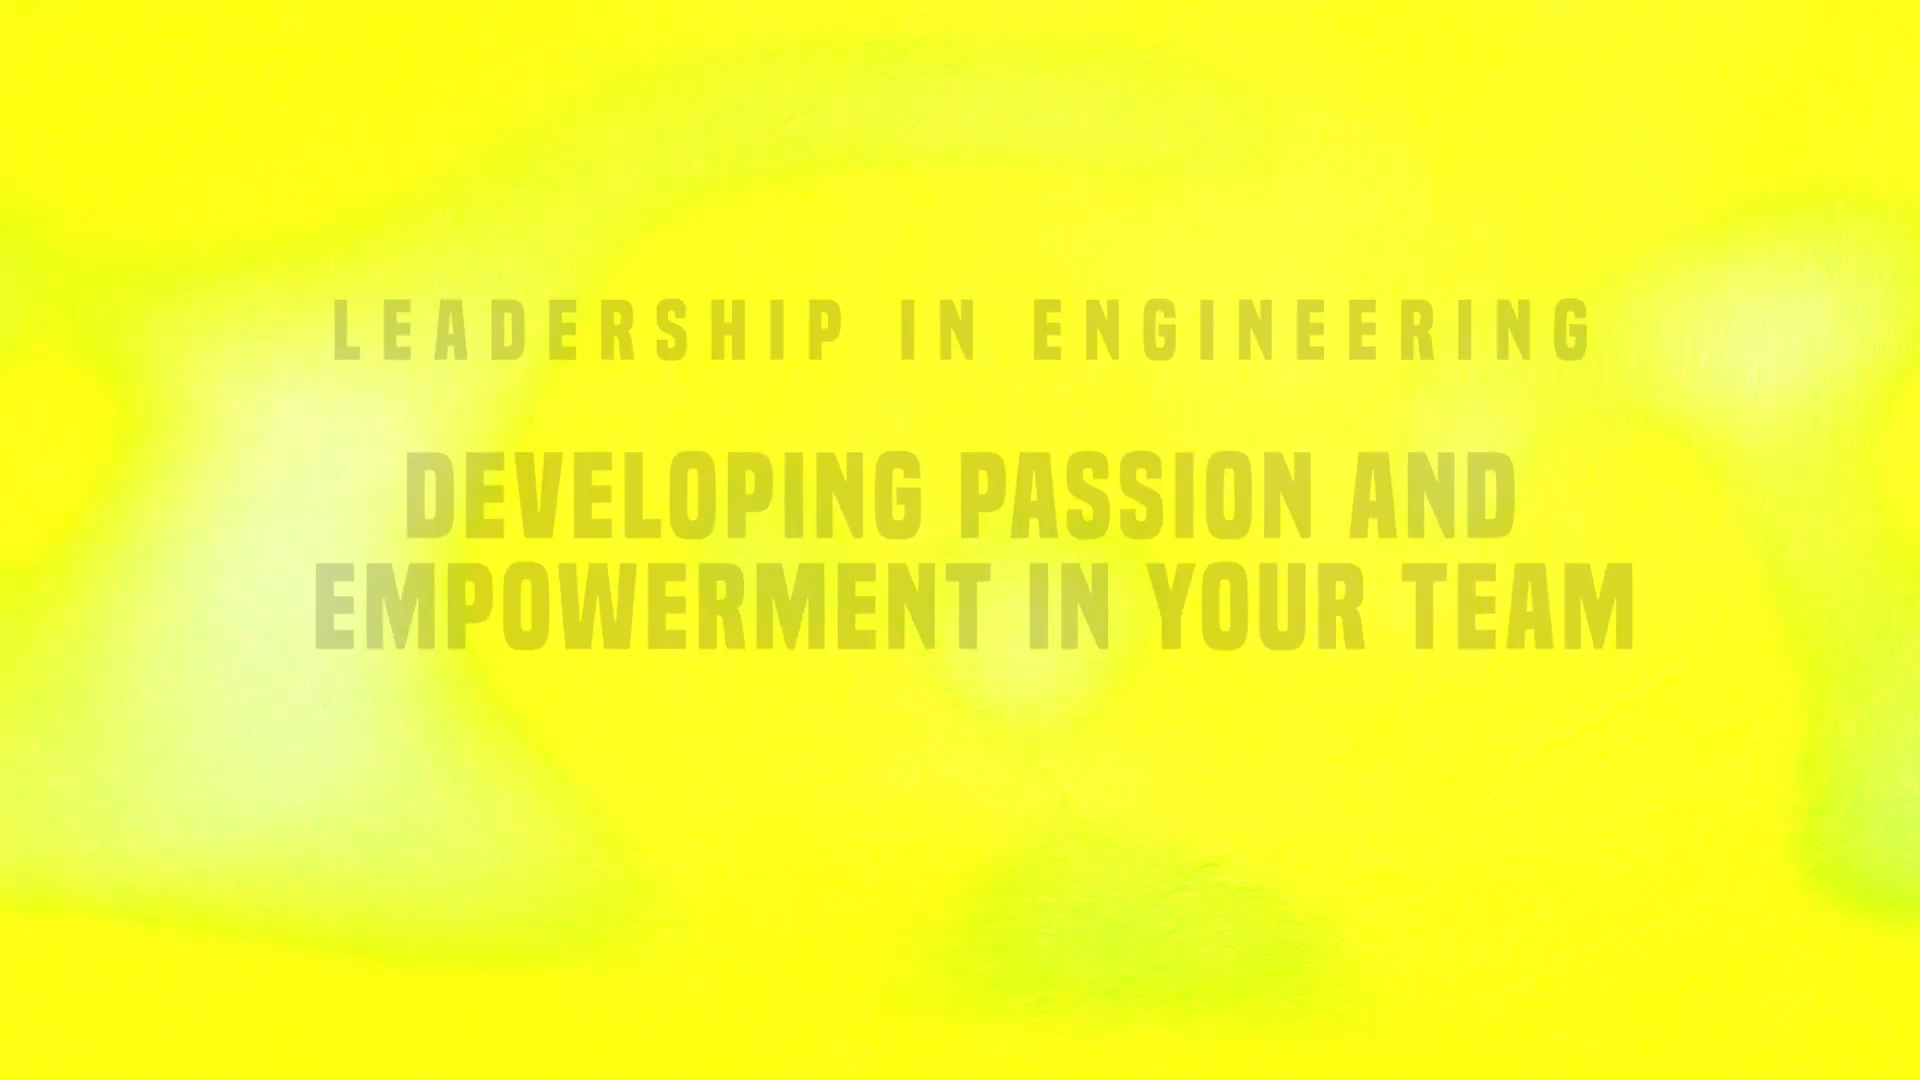 LEADERSHIP IN ENGINEERING
DEVELOPING PASSION AND
EMPOWERMENT IN YOUR TEAM